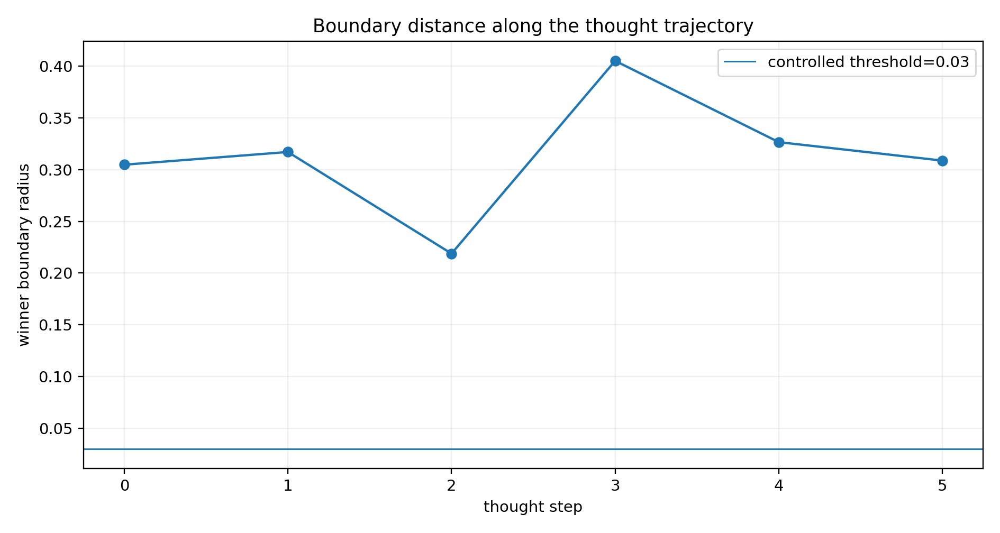 Boundary distance along the thought trajectory
controlled threshold=0.03
winner boundary radius
0.40
0.35
0.30
0.25
0.20
0.15
0.10
0.05
0 1 2 3 4 5
thought step